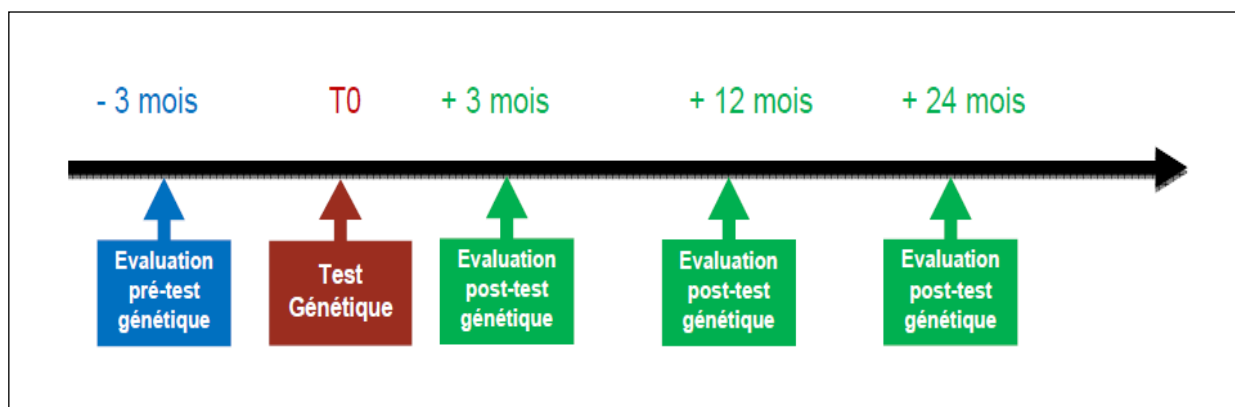 - 3 mois
T0
+ 3 mois
+ 12 mois
+ 24 mois
Evaluation
pré-test
génétique
Test
Génétique
Evaluation
post-test
génétique
Evaluation
post-test
génétique
Evaluation
post-test
génétique